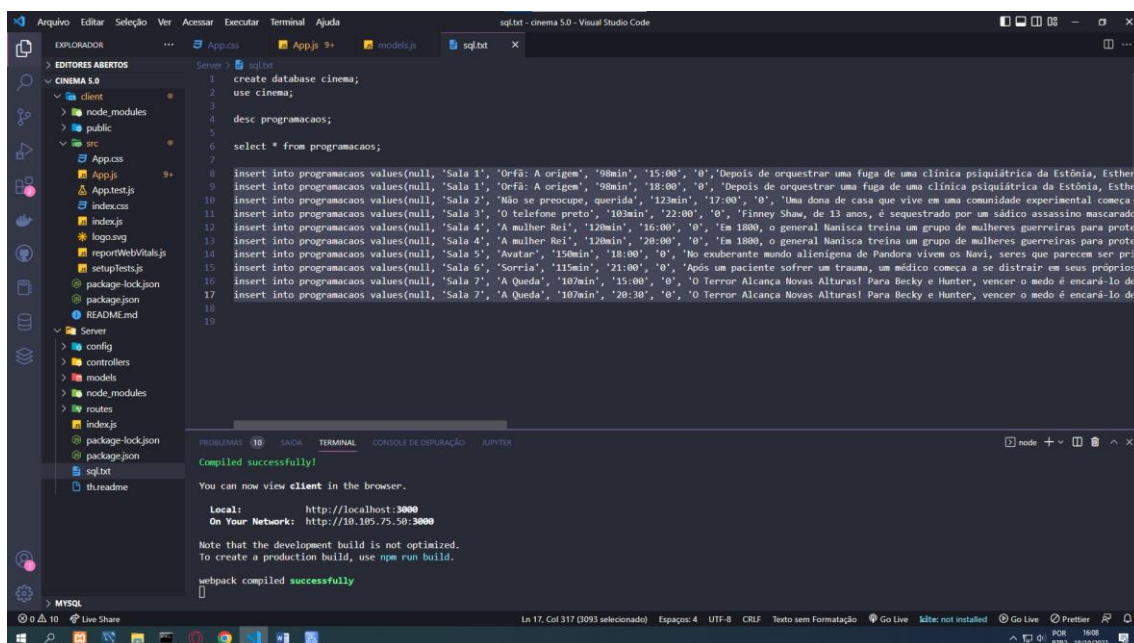 Arquivo Editar Seleção Ver Acessar Executar Terminal Ajuda
sql.txt - cinema 5.0 - Visual Studio Code
EXPLORADOR
App.css
App.js 9+
models.js
sql.txt
EDITORES ABERTOS
CINEMA 5.0
client
node_modules
public
src
App.css
App.js 9+
App.test.js
index.css
index.js
logo.svg
reportWebVitals.js
setupTests.js
package-lock.json
package.json
README.md
Server
config
controllers
models
node_modules
routes
index.js
package-lock.json
package.json
sql.txt
th.readme
MYSQL
Server > sql.txt
1 create database cinema;
2 use cinema;
3
4 desc programacaos;
5
6 select * from programacaos;
7
8 insert into programacaos values(null, 'Sala 1', 'Orfã: A origem', '98min', '15:00', '0','Depois de orquestrar uma fuga de uma clínica psiquiátrica da Estônia, Esther
9 insert into programacaos values(null, 'Sala 1', 'Orfã: A origem', '98min', '18:00', '0', 'Depois de orquestrar uma fuga de uma clínica psiquiátrica da Estônia, Esthe
10 insert into programacaos values(null, 'Sala 2', 'Não se preocupe, querida', '123min', '17:00', '0', 'Uma dona de casa que vive em uma comunidade experimental começa
11 insert into programacaos values(null, 'Sala 3', 'O telefone preto', '103min', '22:00', '0', 'Finney Shaw, de 13 anos, é sequestrado por um sádico assassino mascarado
12 insert into programacaos values(null, 'Sala 4', 'A mulher Rei', '120min', '16:00', '0', 'Em 1800, o general Nanisca treina um grupo de mulheres guerreiras para prote
13 insert into programacaos values(null, 'Sala 4', 'A mulher Rei', '120min', '20:00', '0', 'Em 1800, o general Nanisca treina um grupo de mulheres guerreiras para prote
14 insert into programacaos values(null, 'Sala 5', 'Avatar', '150min', '18:00', '0', 'No exuberante mundo alienígena de Pandora vivem os Navi, seres que parecem ser pri
15 insert into programacaos values(null, 'Sala 6', 'Sorria', '115min', '21:00', '0', 'Após um paciente sofrer um trauma, um médico começa a se distrair em seus próprios
16 insert into programacaos values(null, 'Sala 7', 'A Queda', '107min', '15:00', '0', 'O Terror Alcança Novas Alturas! Para Becky e Hunter, vencer o medo é encará-lo de
17 insert into programacaos values(null, 'Sala 7', 'A Queda', '107min', '20:30', '0', 'O Terror Alcança Novas Alturas! Para Becky e Hunter, vencer o medo é encará-lo de
18
19
PROBLEMAS 10 SAÍDA TERMINAL CONSOLE DE DEPURAÇÃO JUPYTER
node
Compiled successfully!
You can now view client in the browser.
Local: http://localhost:3000
On Your Network: http://10.105.75.50:3000
Note that the development build is not optimized.
To create a production build, use npm run build.
webpack compiled successfully
0 10 Live Share
Ln 17, Col 317 (3093 selecionado) Espaços: 4 UTF-8 CRLF Texto sem Formatação Go Live kite: not installed Go Live Prettier
POR 16:08